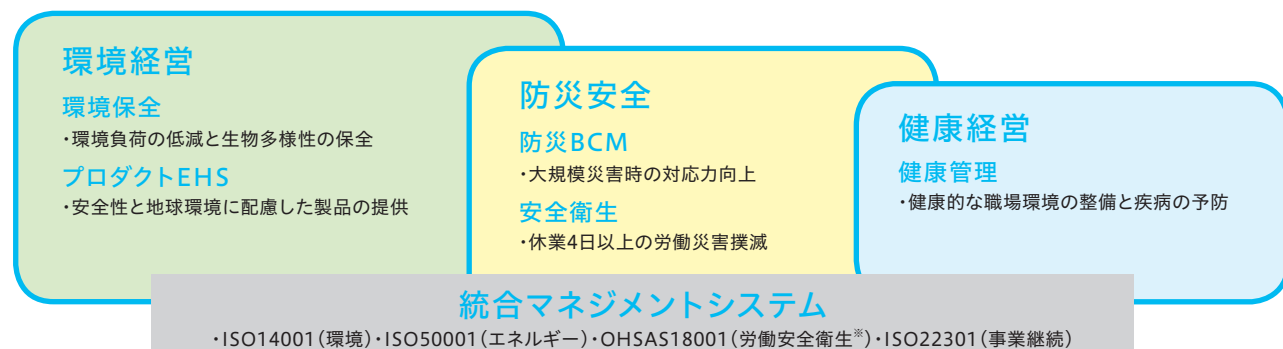 環境経営
環境保全
・環境負荷の低減と生物多様性の保全
プロダクトEHS
・安全性と地球環境に配慮した製品の提供
防災安全
防災BCM
・大規模災害時の対応力向上
安全衛生
・休業4日以上の労働災害撲滅
健康経営
健康管理
・健康的な職場環境の整備と疾病の予防
統合マネジメントシステム
・ISO14001（環境）・ISO50001（エネルギー）・OHSAS18001（労働安全衛生※）・ISO22301（事業継続）